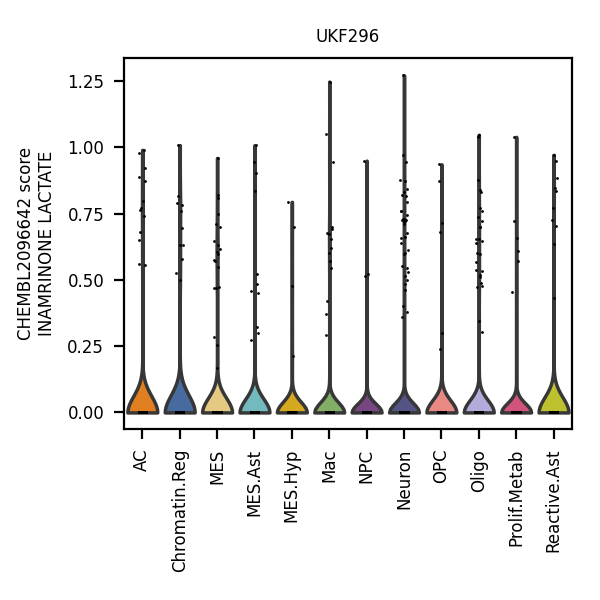 UKF296
CHEMBL2096642 score
INAMRINONE LACTATE
1.25
1.00
0.75
0.50
0.25
0.00
AC
Chromatin.Reg
MES
MES.Ast
MES.Hyp
Mac
NPC
Neuron
OPC
Oligo
Prolif.Metab
Reactive.Ast